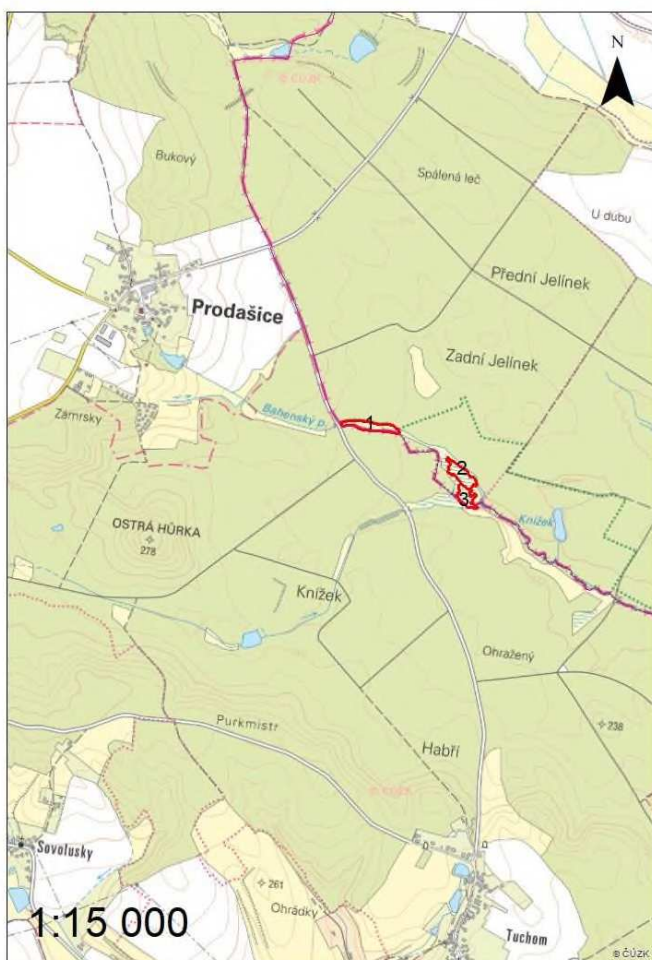 N
© ČÚZK
Bukový
Spálená leč
U dubu
Přední Jelínek
Prodašice
Zadní Jelínek
Bahenský p.
1
Zámrsky
2
3
OSTRÁ HŮRKA
278
Knížek
Knížek
Ohražený
Purkmistr
238
Habří
© ČÚZK
Sovolusky
261
Ohrádky
1:15 000
Tuchom
© ČÚZK